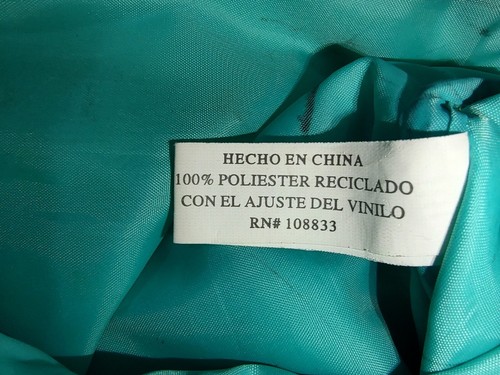 HECHO EN CHINA
100% POLIESTER RECICLADO
CON EL AJUSTE DEL VINILO
RN# 108833